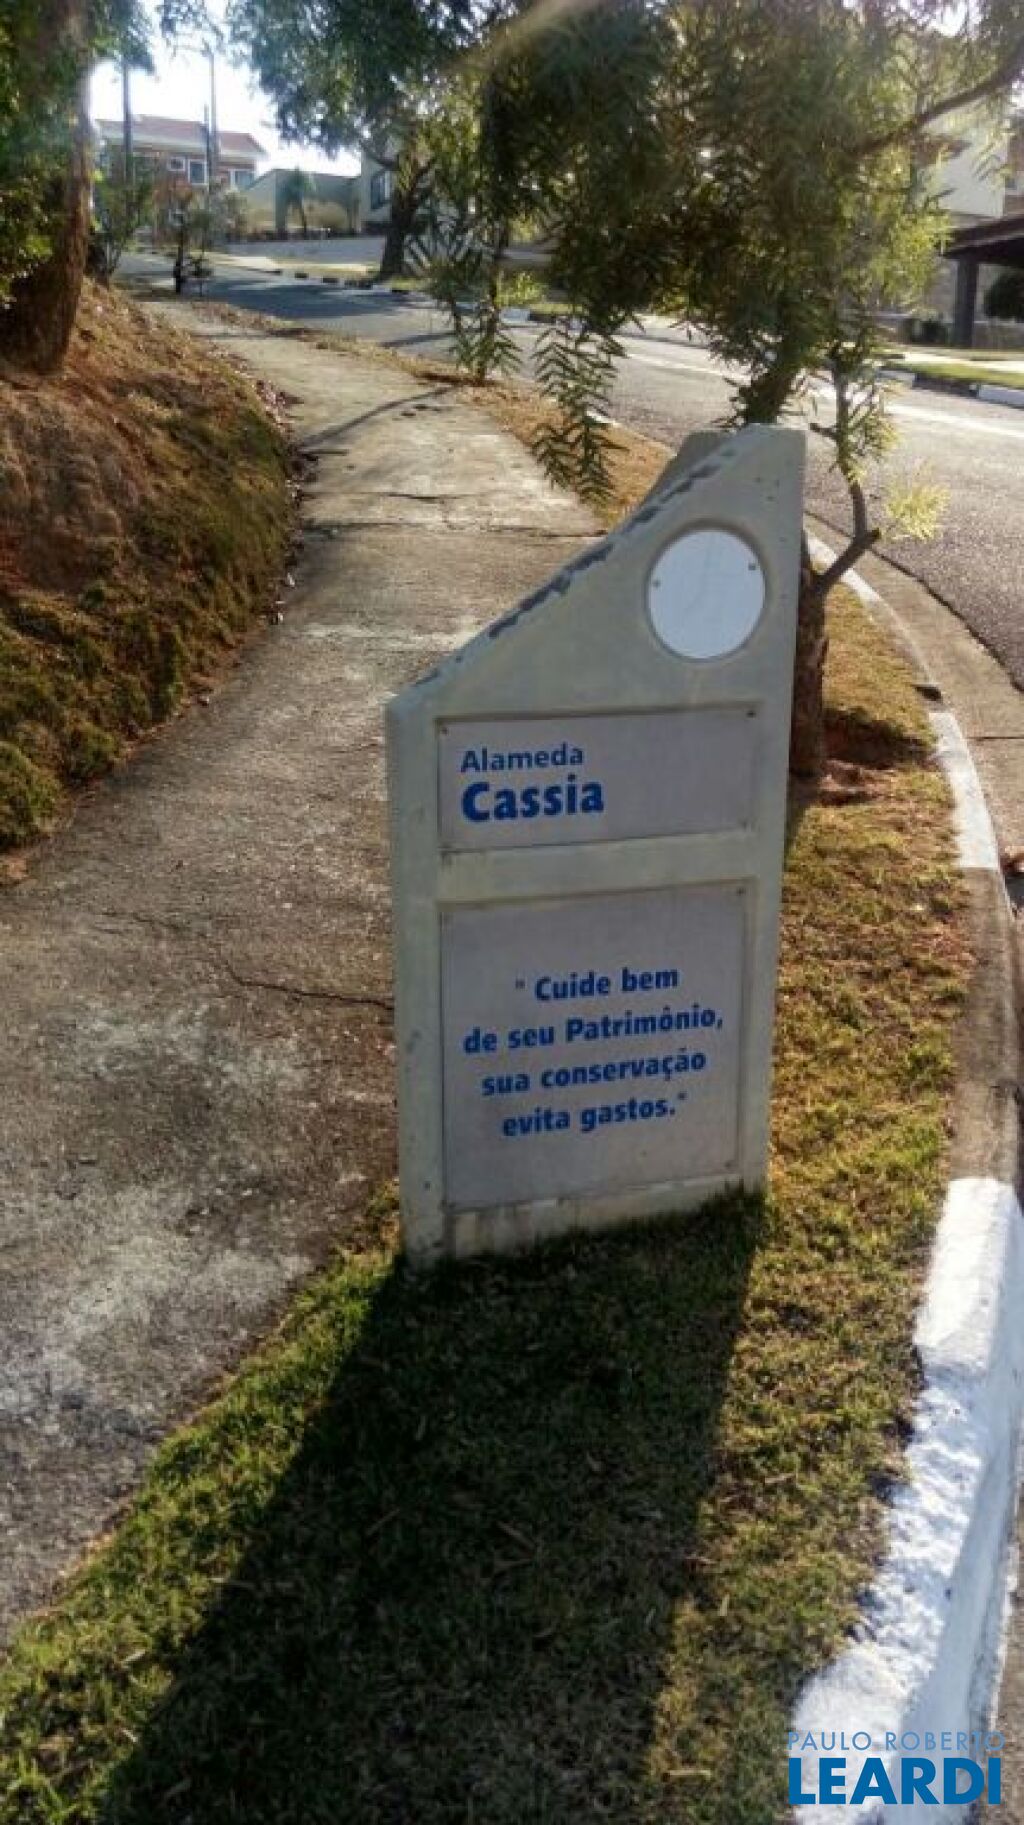 Alameda
Cassia
" Cuide bem
de seu Patrimônio,
sua conservação
evita gastos."
PAULO ROBERTO
LEARDI